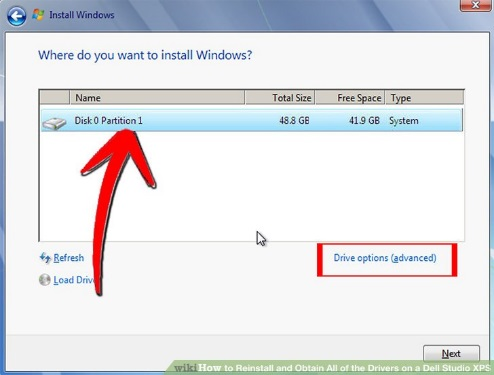 Install Windows
Where do you want to install Windows?
Name Total Size Free Space Type
Disk 0 Partition 1 48.8 GB 41.9 GB System
Refresh Drive options (advanced)
Load Drive
Next
wikiHow to Reinstall and Obtain All of the Drivers on a Dell Studio XPS